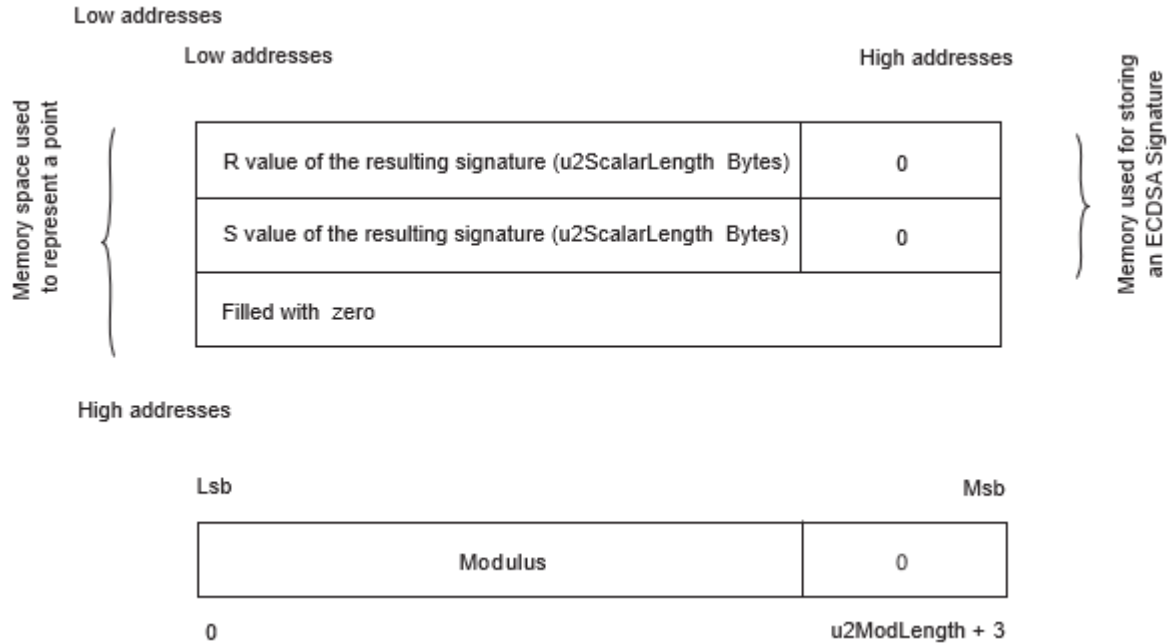 Low addresses
Low addresses
High addresses
Memory space used
to represent a point
R value of the resulting signature (u2ScalarLength Bytes)
0
S value of the resulting signature (u2ScalarLength Bytes)
0
Filled with zero
Memory used for storing
an ECDSA Signature
High addresses
Lsb
Msb
Modulus
0
0
u2ModLength + 3